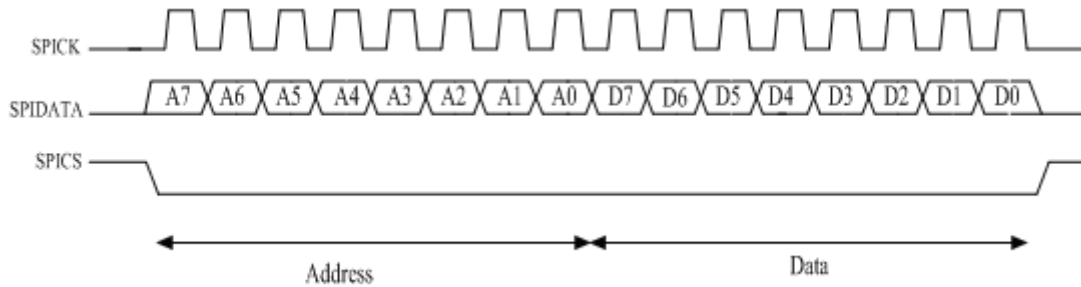 SPICK
SPIDATA A7 A6 A5 A4 A3 A2 A1 A0 D7 D6 D5 D4 D3 D2 D1 D0
SPICS
Address Data